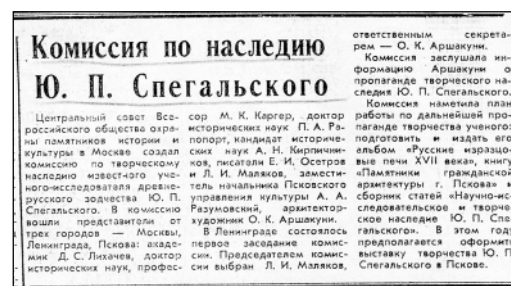 Комиссия по наследию
Ю. П. Спегальского
Центральный совет Все-
российского общества охра-
ны памятников истории и
культуры в Москве создал
комиссию по творческому
наследию известного уче-
ного-исследователя древне-
русского зодчества Ю. П.
Спегальского. В комиссию
вошли представители от
трех городов — Москвы,
Ленинграда, Пскова: акаде-
мик Д. С. Лихачев, доктор
исторических наук, профес-
сор М. К. Каргер, доктор
исторических наук П. А. Ра-
попорт, кандидат историче-
ских наук А. Н. Кирпични-
ков, писатели Е. И. Осетров
и Л. И. Маляков, замести-
тель начальника Псковского
управления культуры А. А.
Разумовский, архитектор-
художник О. К. Аршакуни.
В Ленинграде состоялось
первое заседание комис-
сии. Председателем комис-
сии выбран Л. И. Маляков,
ответственным секрета-
рем — О. К. Аршакуни.
Комиссия заслушала ин-
формацию Аршакуни о
пропаганде творческого на-
следия Ю. П. Спегальского.
Комиссия наметила план
работы по дальнейшей про-
паганде творчества ученого:
подготовить и издать его
альбом «Русские изразцо-
вые печи XVII века», книгу
«Памятники гражданской
архитектуры г. Пскова» и
сборник статей «Научно-ис-
следовательское и творче-
ское наследие Ю. П. Спе-
гальского». В этом году
предполагается оформить
выставку творчества Ю. П.
Спегальского в Пскове.